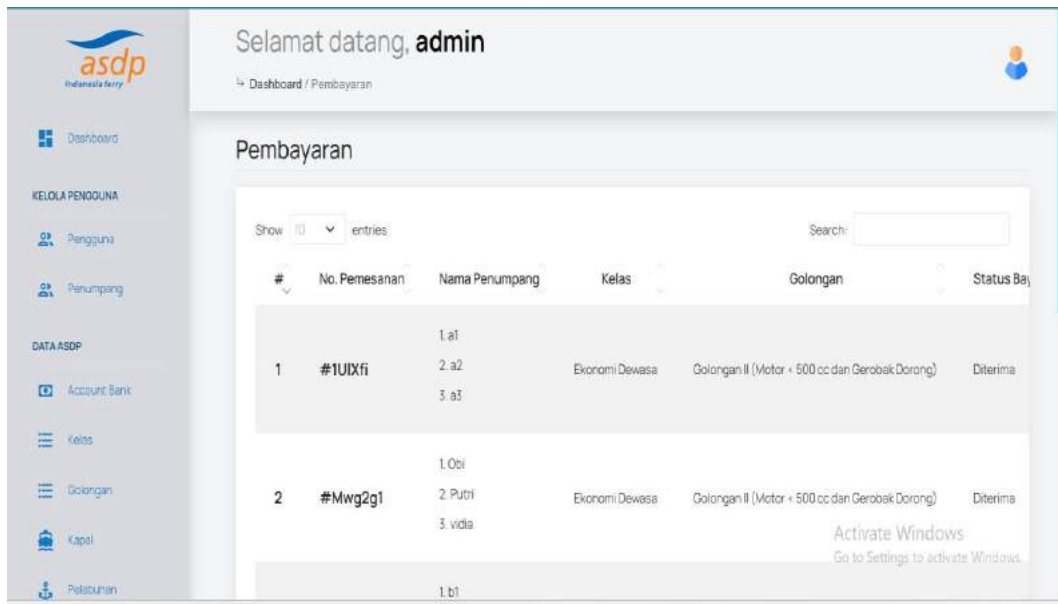 asdp
Indonesia ferry
Dashboard
KELOLA PENGGUNA
Pengguna
Penumpang
DATA ASDP
Account Bank
Kelas
Golongan
Kapal
Pelabuhan
Selamat datang, admin
Dashboard / Pembayaran
Pembayaran
Show 10 entries
Search:
# No. Pemesanan Nama Penumpang Kelas Golongan Status Bay
1 #1UIXfi 1. a1 2. a2 3. a3 Ekonomi Dewasa Golongan II (Motor < 500 cc dan Gerobak Dorong) Diterima
2 #Mwg2g1 1. Obi 2. Putri 3. vidia Ekonomi Dewasa Golongan II (Motor < 500 cc dan Gerobak Dorong) Diterima
1. b1
Activate Windows
Go to Settings to activate Windows.